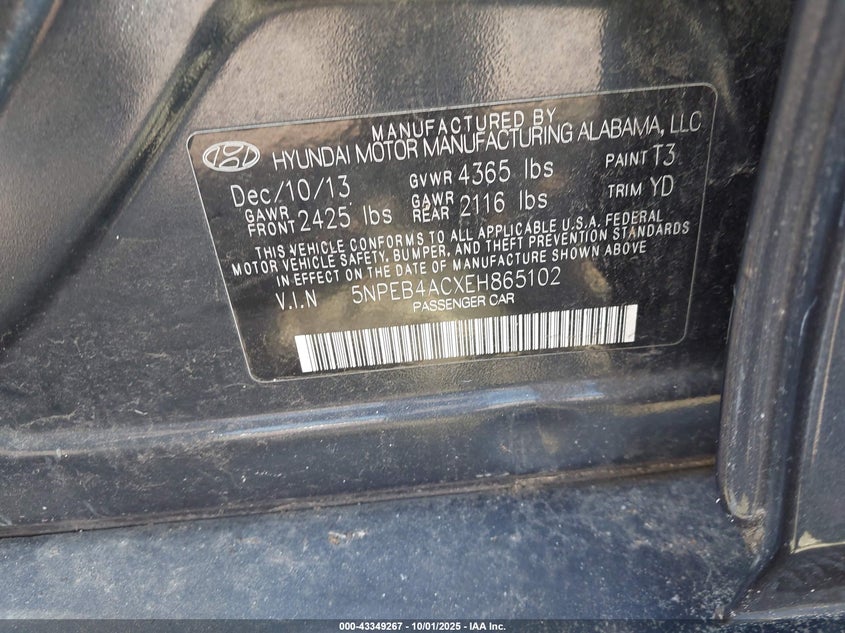 MANUFACTURED BY
HYUNDAI MOTOR MANUFACTURING ALABAMA, LLC
Dec/10/13 GVWR 4365 lbs PAINT T3
GAWR FRONT 2425 lbs GAWR REAR 2116 lbs TRIM YD
THIS VEHICLE CONFORMS TO ALL APPLICABLE U.S.A. FEDERAL
MOTOR VEHICLE SAFETY, BUMPER, AND THEFT PREVENTION STANDARDS
IN EFFECT ON THE DATE OF MANUFACTURE SHOWN ABOVE
V.I.N 5NPEB4ACXEH865102
PASSENGER CAR
000-43349267 - 10/01/2025 - IAA Inc.